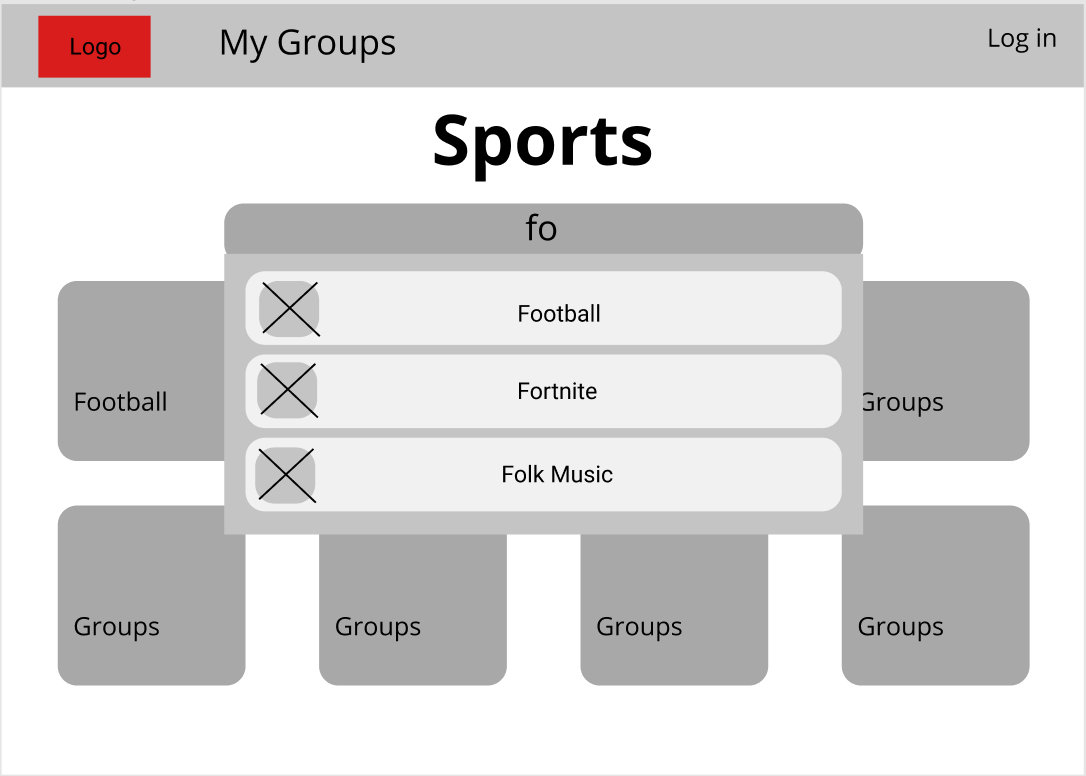 Logo
My Groups
Log in
Sports
fo
Football
Fortnite
Folk Music
Football
Groups
Groups
Groups
Groups
Groups